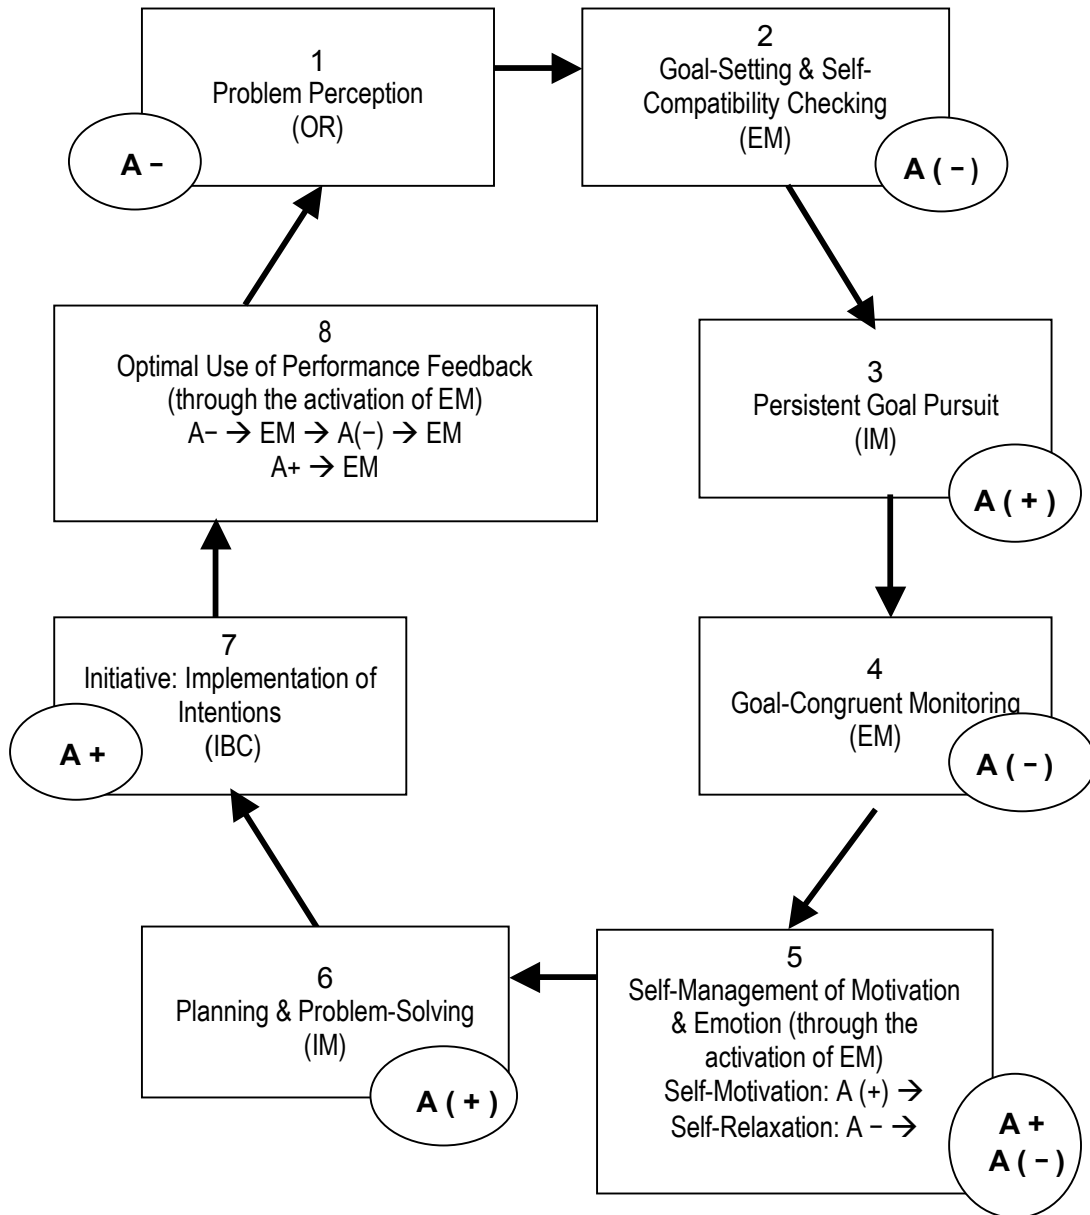 1
Problem Perception
(OR)
A −
2
Goal-Setting & Self-
Compatibility Checking
(EM)
A ( − )
3
Persistent Goal Pursuit
(IM)
A ( + )
4
Goal-Congruent Monitoring
(EM)
A ( − )
5
Self-Management of Motivation
& Emotion (through the
activation of EM)
Self-Motivation: A (+) →
Self-Relaxation: A − →
A +
A ( − )
6
Planning & Problem-Solving
(IM)
A ( + )
7
Initiative: Implementation of
Intentions
(IBC)
A +
8
Optimal Use of Performance Feedback
(through the activation of EM)
A− → EM → A(−) → EM
A+ → EM